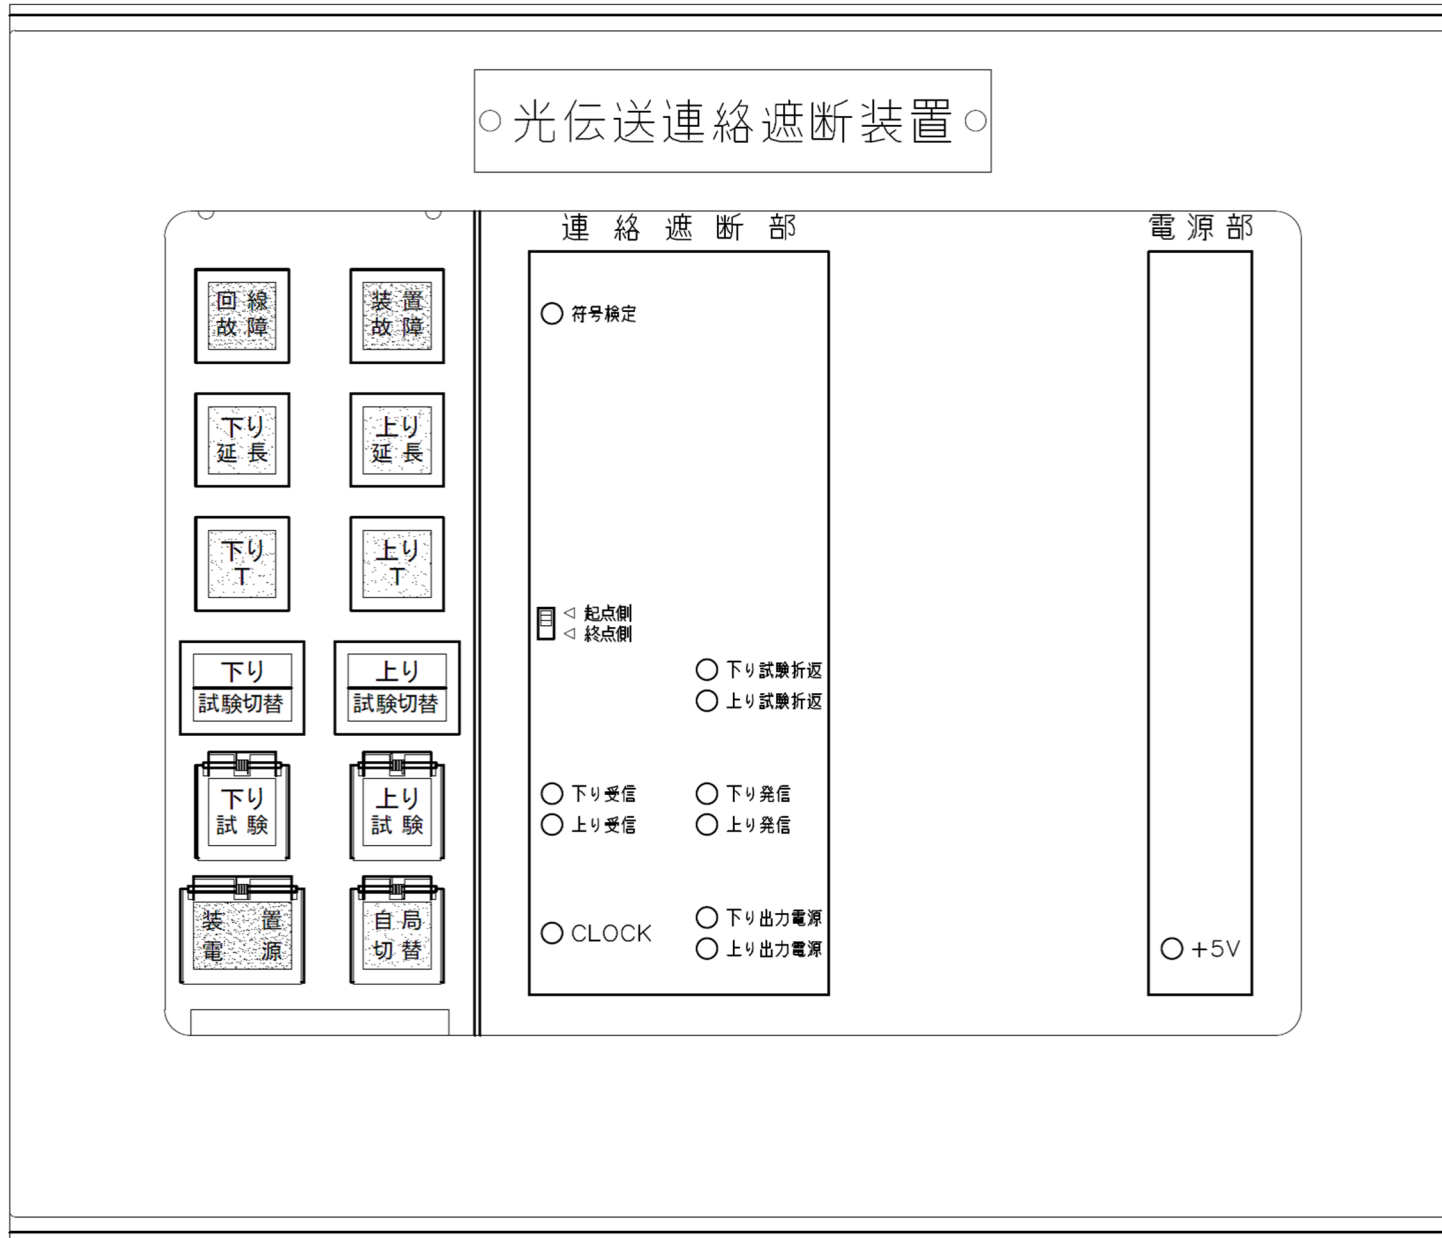 光伝送連絡遮断装置
連絡遮断部
電源部
回線
故障
装置
故障
下り
延長
上り
延長
下り
T
上り
T
下り
試験切替
上り
試験切替
下り
試験
上り
試験
装置
電源
自局
切替
符号検定
◁ 起点側
◁ 終点側
下り試験折返
上り試験折返
下り受信
上り受信
下り発信
上り発信
CLOCK
下り出力電源
上り出力電源
+5V